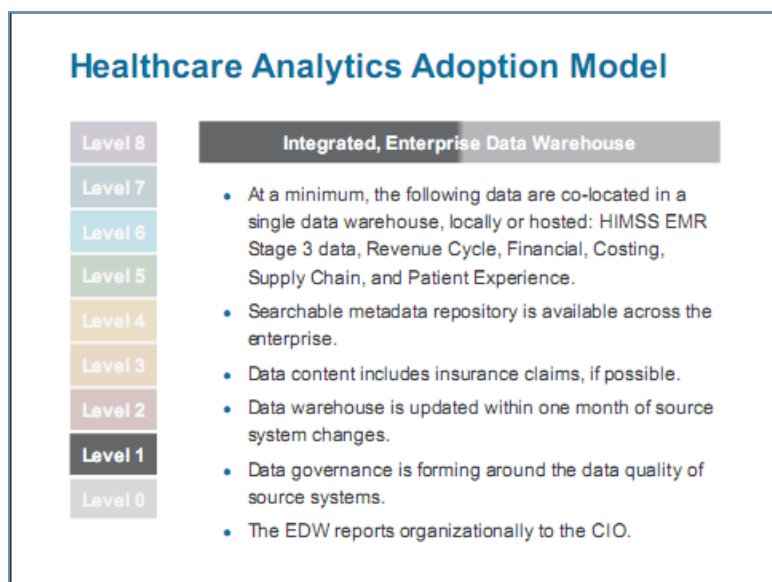 Healthcare Analytics Adoption Model
Level 8
Level 7
Level 6
Level 5
Level 4
Level 3
Level 2
Level 1
Level 0
Integrated, Enterprise Data Warehouse
• At a minimum, the following data are co-located in a
single data warehouse, locally or hosted: HIMSS EMR
Stage 3 data, Revenue Cycle, Financial, Costing,
Supply Chain, and Patient Experience.
• Searchable metadata repository is available across the
enterprise.
• Data content includes insurance claims, if possible.
• Data warehouse is updated within one month of source
system changes.
• Data governance is forming around the data quality of
source systems.
• The EDW reports organizationally to the CIO.